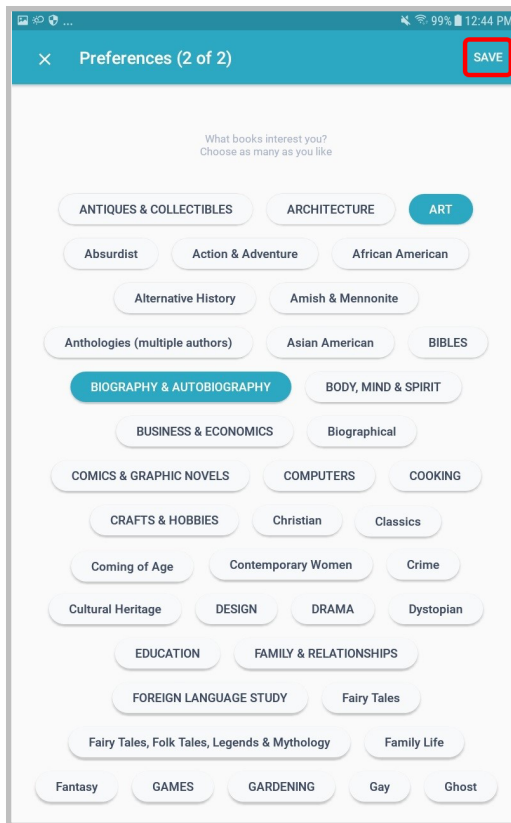 ... 99% 12:44 PM
× Preferences (2 of 2) SAVE
What books interest you?
Choose as many as you like
ANTIQUES & COLLECTIBLES ARCHITECTURE ART
Absurdist Action & Adventure African American
Alternative History Amish & Mennonite
Anthologies (multiple authors) Asian American BIBLES
BIOGRAPHY & AUTOBIOGRAPHY BODY, MIND & SPIRIT
BUSINESS & ECONOMICS Biographical
COMICS & GRAPHIC NOVELS COMPUTERS COOKING
CRAFTS & HOBBIES Christian Classics
Coming of Age Contemporary Women Crime
Cultural Heritage DESIGN DRAMA Dystopian
EDUCATION FAMILY & RELATIONSHIPS
FOREIGN LANGUAGE STUDY Fairy Tales
Fairy Tales, Folk Tales, Legends & Mythology Family Life
Fantasy GAMES GARDENING Gay Ghost